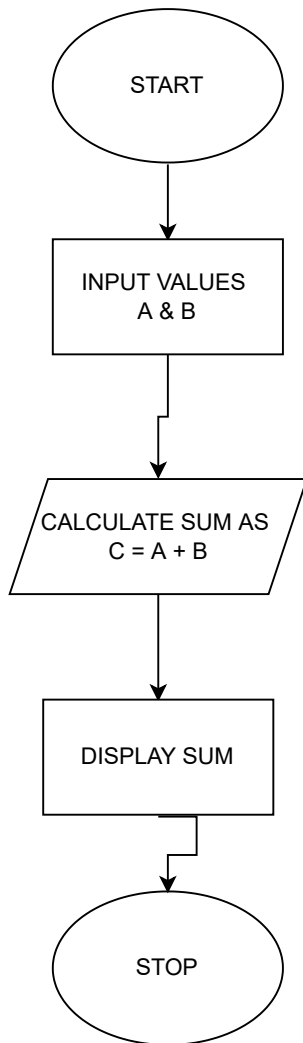 START
INPUT VALUES
A & B
CALCULATE SUM AS
C = A + B
DISPLAY SUM
STOP